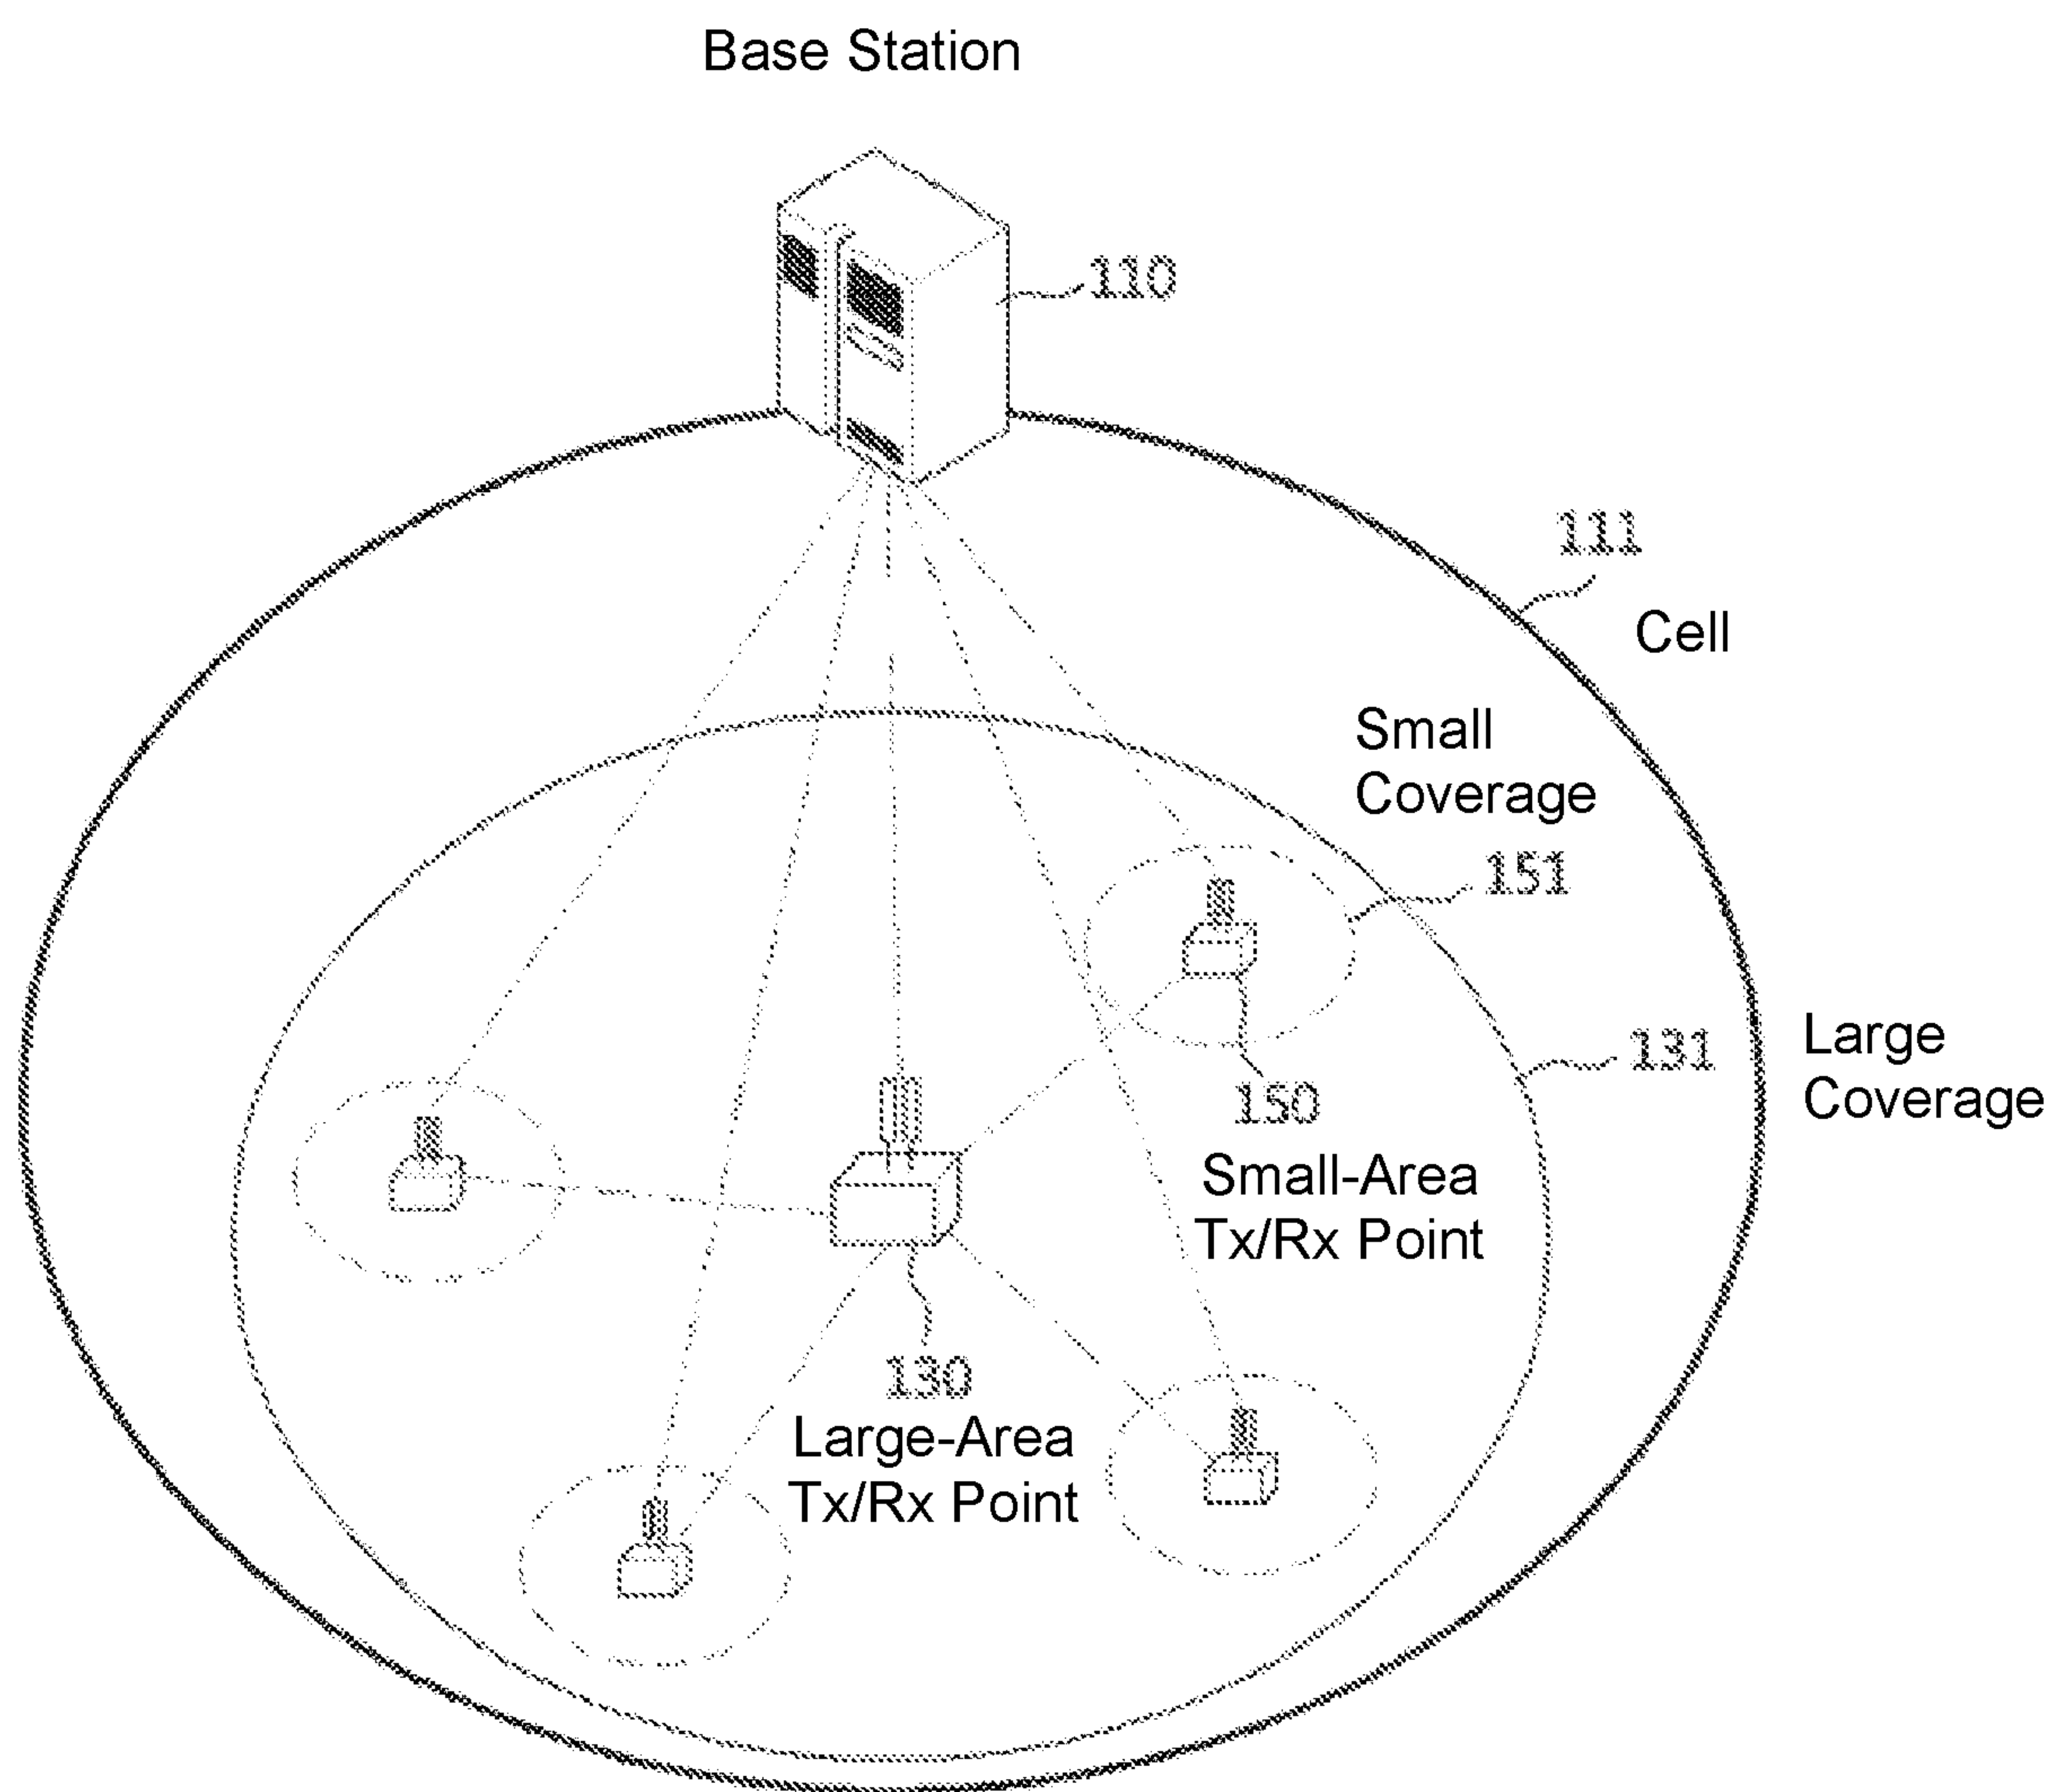 Base Station
110
111
Cell
Small
Coverage
151
131
Large
Coverage
150
Small-Area
Tx/Rx Point
130
Large-Area
Tx/Rx Point